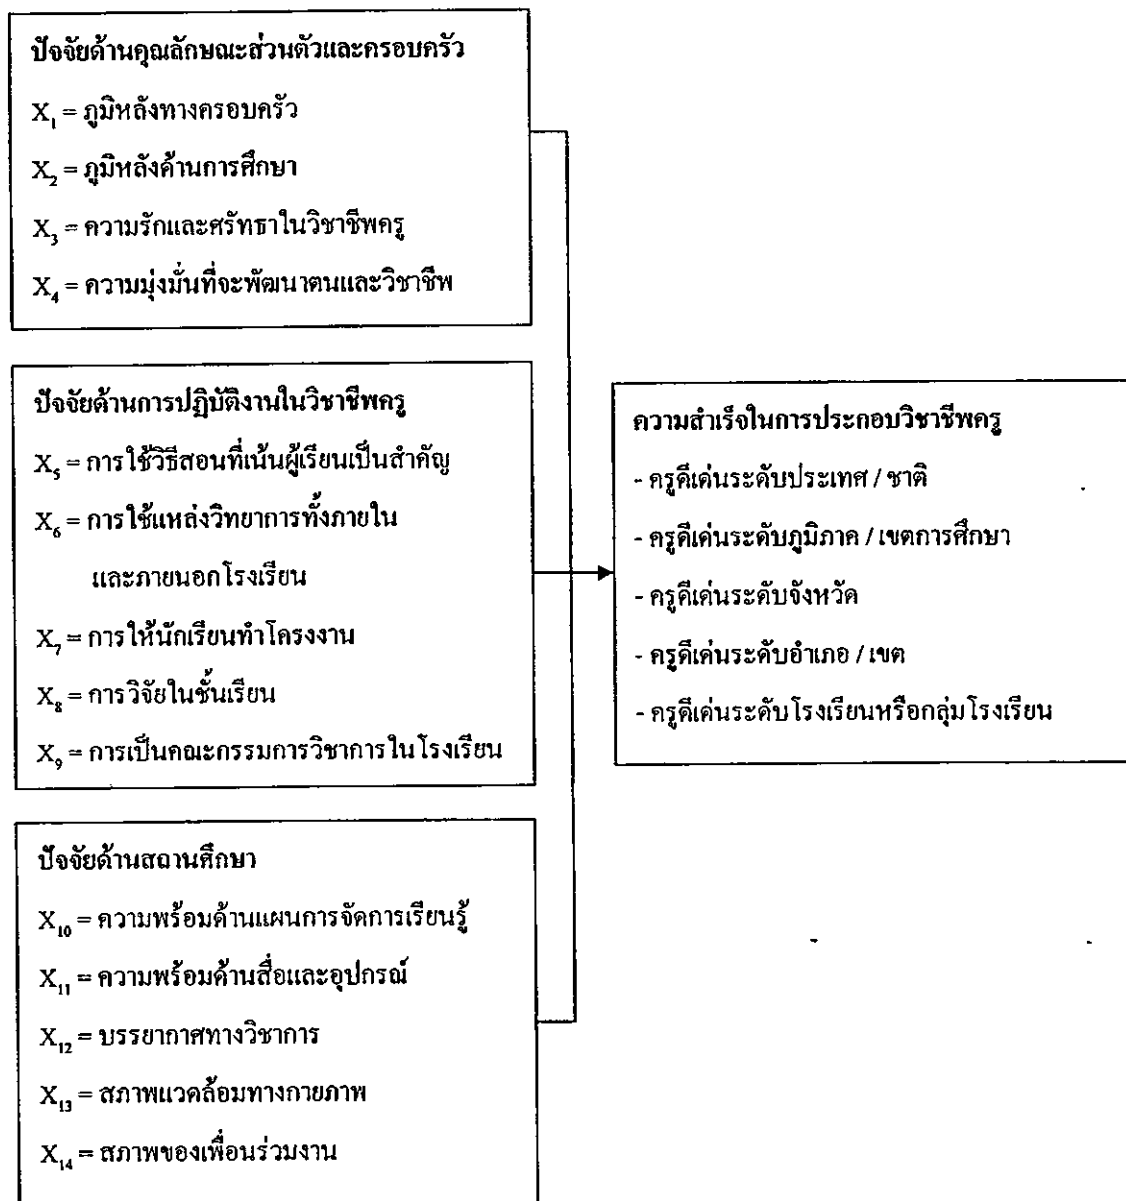 ปัจจัยด้านคุณลักษณะส่วนตัวและครอบครัว
X₁ = ภูมิหลังทางครอบครัว
X₂ = ภูมิหลังด้านการศึกษา
X₃ = ความรักและศรัทธาในวิชาชีพครู
X₄ = ความมุ่งมั่นที่จะพัฒนาตนและวิชาชีพ
ปัจจัยด้านการปฏิบัติงานในวิชาชีพครู
X₅ = การใช้วิธีสอนที่เน้นผู้เรียนเป็นสำคัญ
X₆ = การใช้แหล่งวิทยาการทั้งภายใน
และภายนอกโรงเรียน
X₇ = การให้นักเรียนทำโครงงาน
X₈ = การวิจัยในชั้นเรียน
X₉ = การเป็นคณะกรรมการวิชาการในโรงเรียน
ปัจจัยด้านสถานศึกษา
X₁₀ = ความพร้อมด้านแผนการจัดการเรียนรู้
X₁₁ = ความพร้อมด้านสื่อและอุปกรณ์
X₁₂ = บรรยากาศทางวิชาการ
X₁₃ = สภาพแวดล้อมทางกายภาพ
X₁₄ = สภาพของเพื่อนร่วมงาน
ความสำเร็จในการประกอบวิชาชีพครู
- ครูดีเด่นระดับประเทศ / ชาติ
- ครูดีเด่นระดับภูมิภาค / เขตการศึกษา
- ครูดีเด่นระดับจังหวัด
- ครูดีเด่นระดับอำเภอ / เขต
- ครูดีเด่นระดับโรงเรียนหรือกลุ่มโรงเรียน